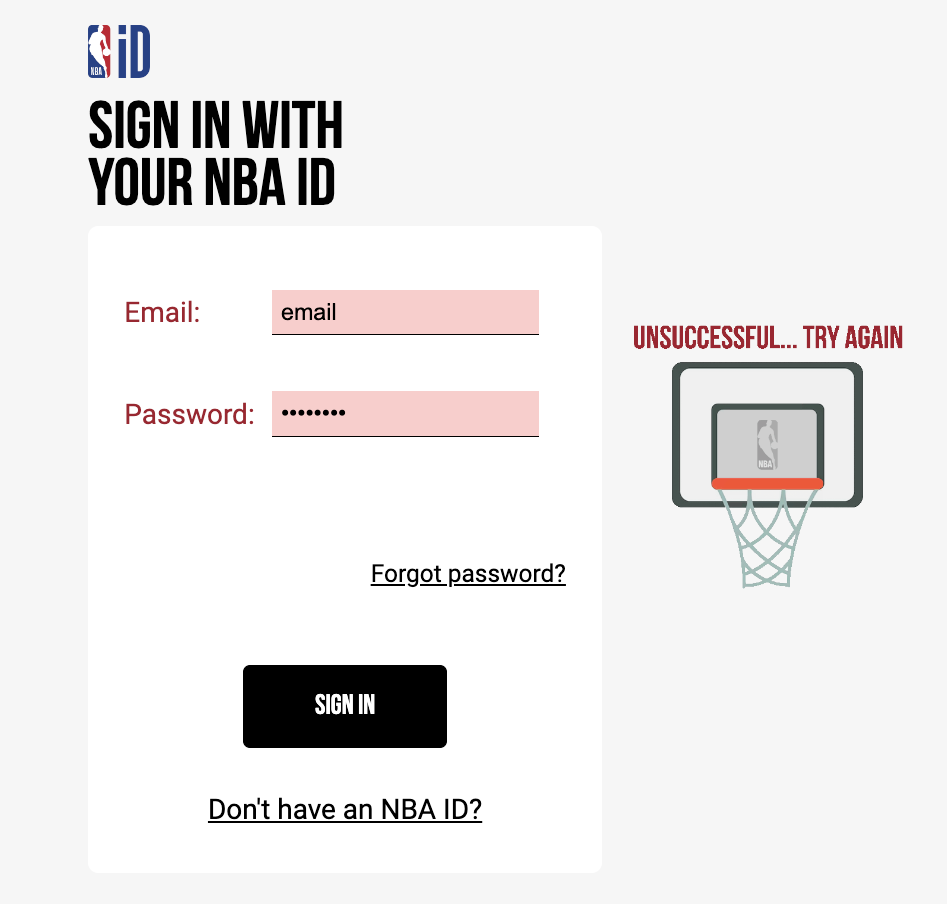 NBA iD
SIGN IN WITH
YOUR NBA ID
Email: email
UNSUCCESSFUL... TRY AGAIN
Password: ••••••••
NBA
Forgot password?
SIGN IN
Don't have an NBA ID?